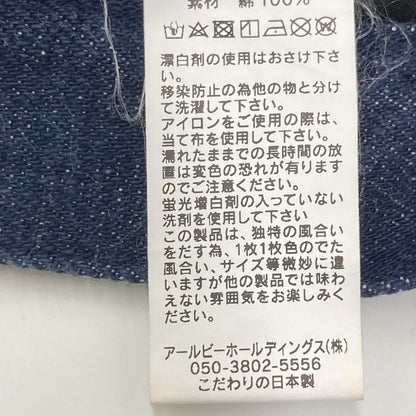 素材　綿 100%
漂白剤の使用はおさけ下さい。
移染防止の為他の物と分けて洗濯して下さい。
アイロンをご使用の際は、当て布を使用して下さい。
濡れたままでの長時間の放置は変色の恐れが有りますのでご注意ください。
蛍光増白剤の入っていない洗剤を使用して下さい
この製品は、独特の風合いをだす為、1枚1枚色のでた風合い、サイズ等微妙に違いますが他の製品では味わえない雰囲気をお楽しみください。
アールビーホールディングス(株)
050-3802-5556
こだわりの日本製